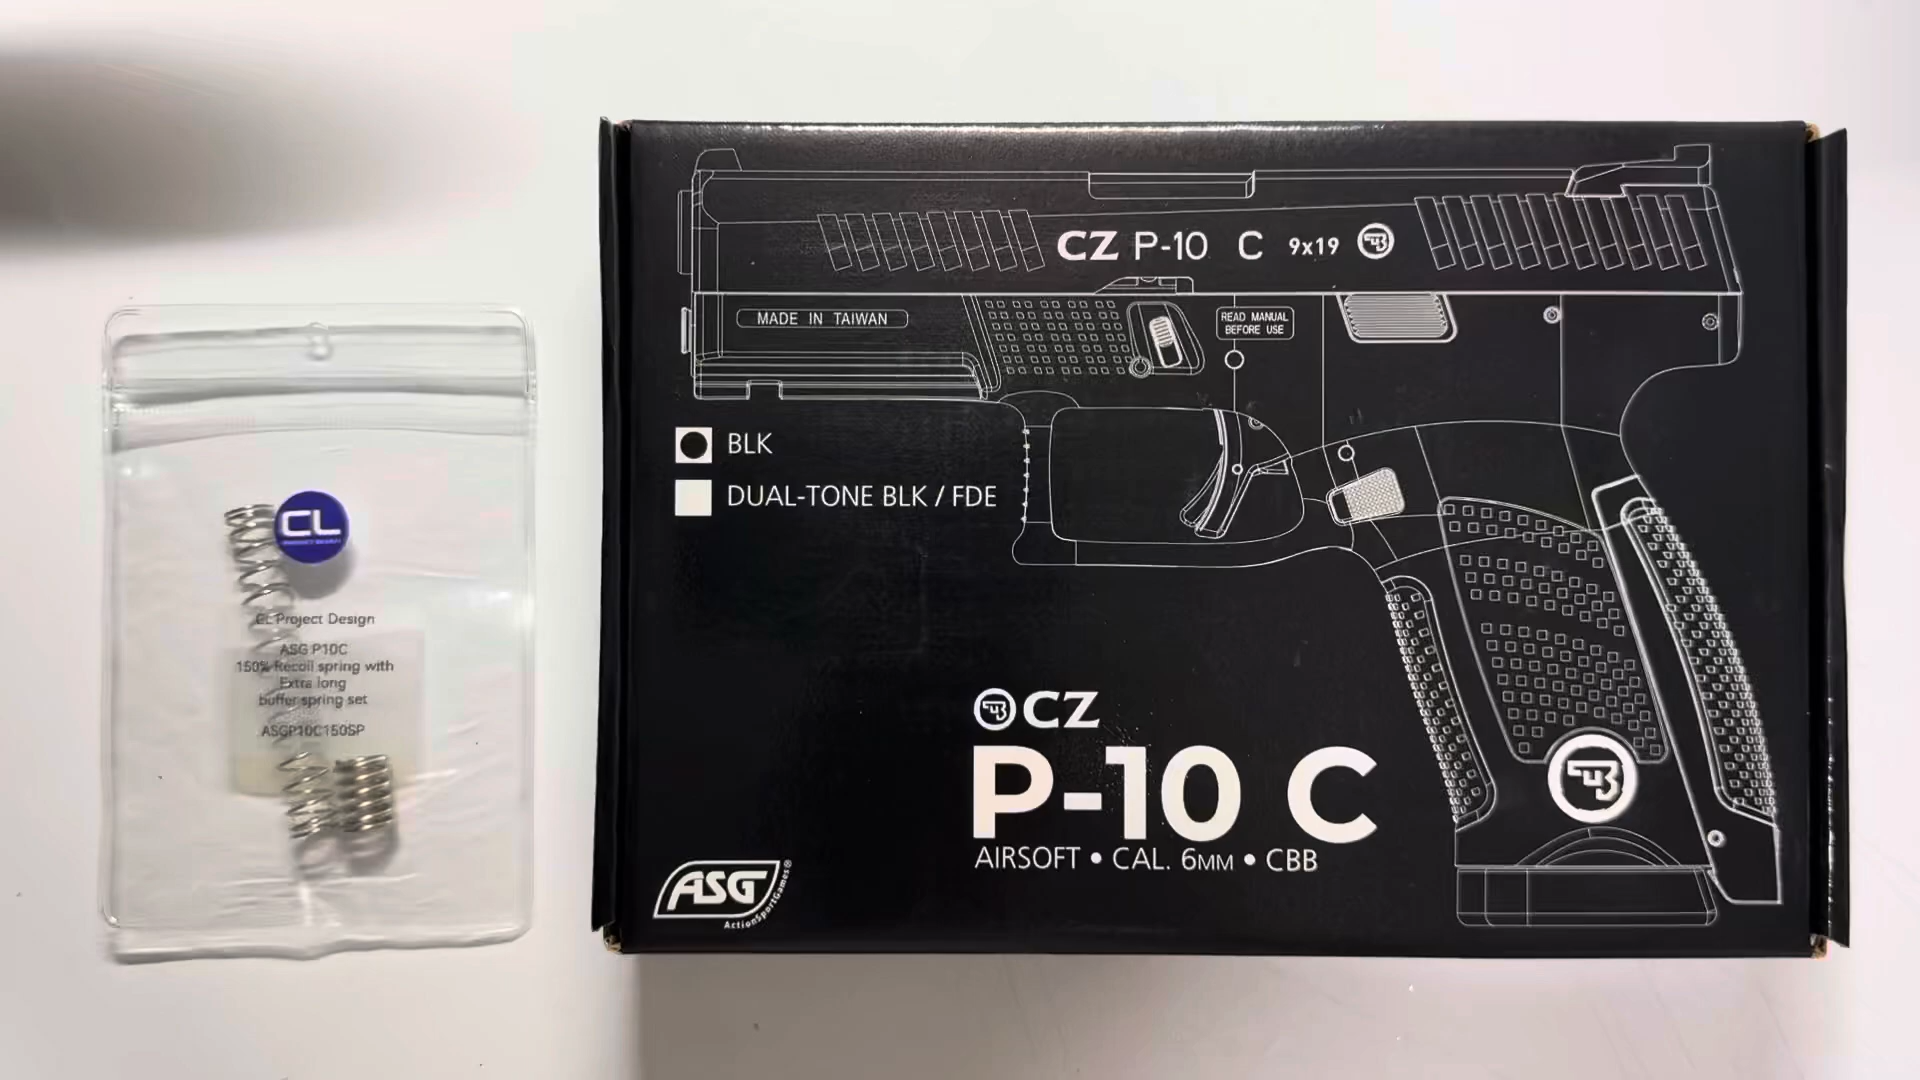 CL
CL Project Design
ASG P10C
150% Recoil spring with
Extra long
buffer spring set
ASGP10C150SP
CZ P-10 C 9x19
MADE IN TAIWAN
READ MANUAL
BEFORE USE
BLK
DUAL-TONE BLK / FDE
CZ
P-10 C
AIRSOFT • CAL. 6MM • CBB
ASG®
ActionSportGames